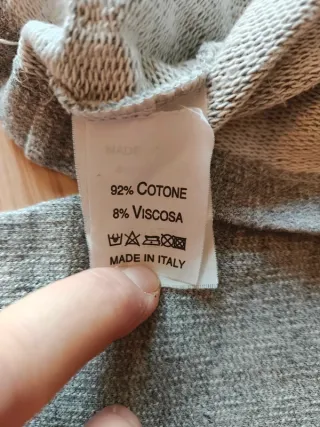 92% COTONE
8% VISCOSA
MADE IN ITALY